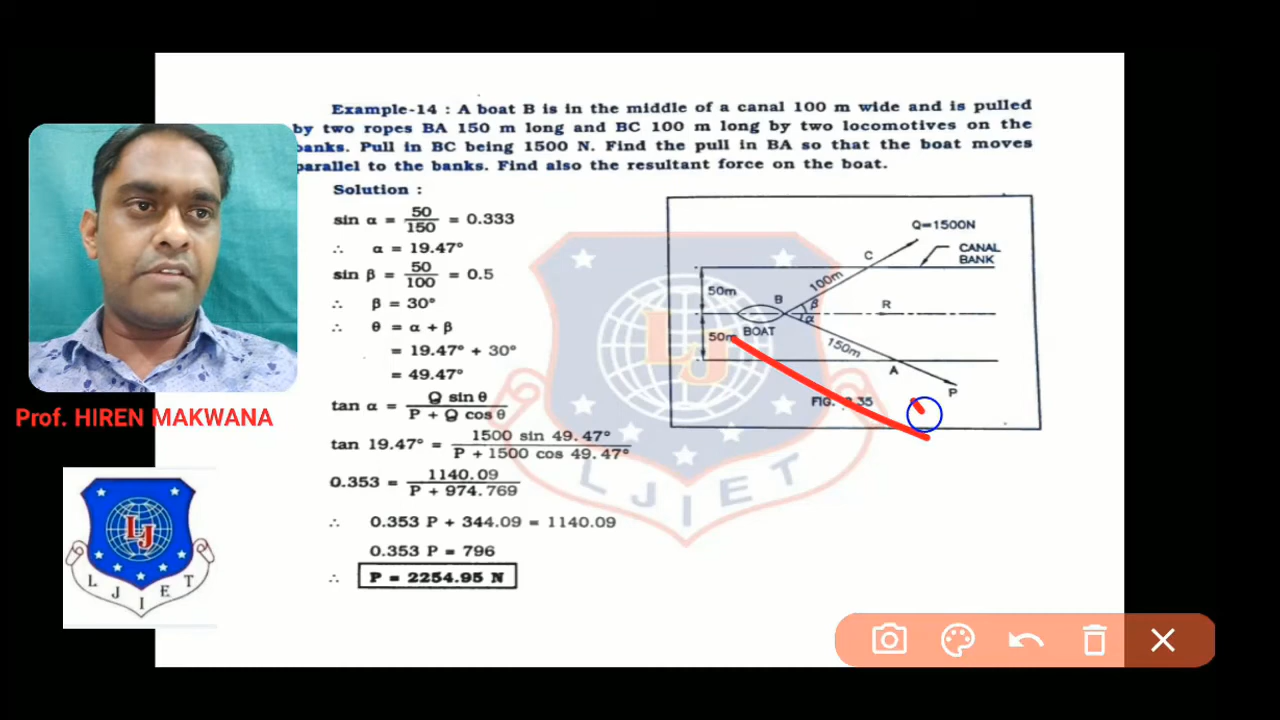 Example-14 : A boat B is in the middle of a canal 100 m wide and is pulled
by two ropes BA 150 m long and BC 100 m long by two locomotives on the
banks. Pull in BC being 1500 N. Find the pull in BA so that the boat moves
parallel to the banks. Find also the resultant force on the boat.
Solution :
sin α = 50/150 = 0.333
∴ α = 19.47°
sin β = 50/100 = 0.5
∴ β = 30°
∴ θ = α + β
= 19.47° + 30°
= 49.47°
tan α = Q sin θ / P + Q cos θ
tan 19.47° = 1500 sin 49.47° / P + 1500 cos 49.47°
0.353 = 1140.09 / P + 974.769
∴ 0.353 P + 344.09 = 1140.09
0.353 P = 796
∴ P = 2254.95 N
Q=1500N
C
CANAL
BANK
100m
50m
B
β
R
α
50m
BOAT
150m
A
P
FIG. .35
Prof. HIREN MAKWANA
LJ
LJIET
LJ
LJIET